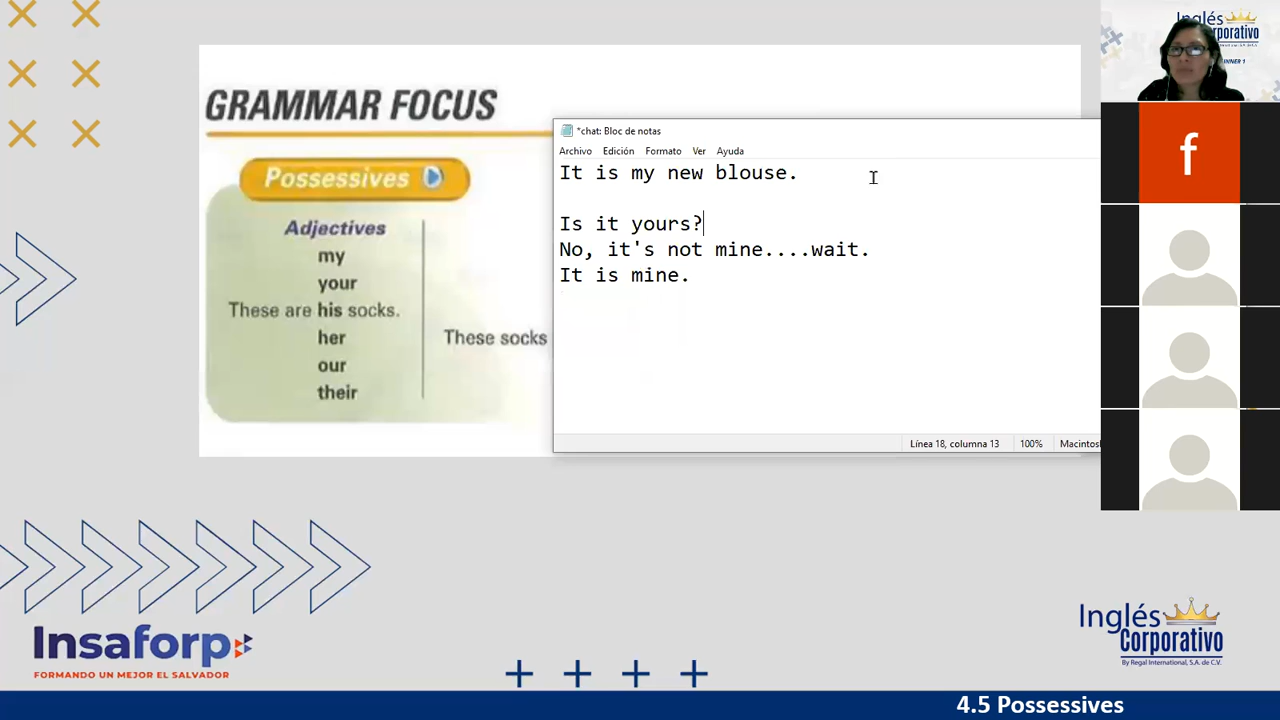 GRAMMAR FOCUS
Possessives
Adjectives
my
your
These are his socks.
her
our
their
These socks
*chat: Bloc de notas
Archivo Edición Formato Ver Ayuda
It is my new blouse.
Is it yours?
No, it's not mine....wait.
It is mine.
Línea 18, columna 13 100% Macintosh
Inglés
Corporativo
INNER 1
f
Insaforp
FORMANDO UN MEJOR EL SALVADOR
Inglés
Corporativo
By Regal International, S.A. de C.V.
4.5 Possessives